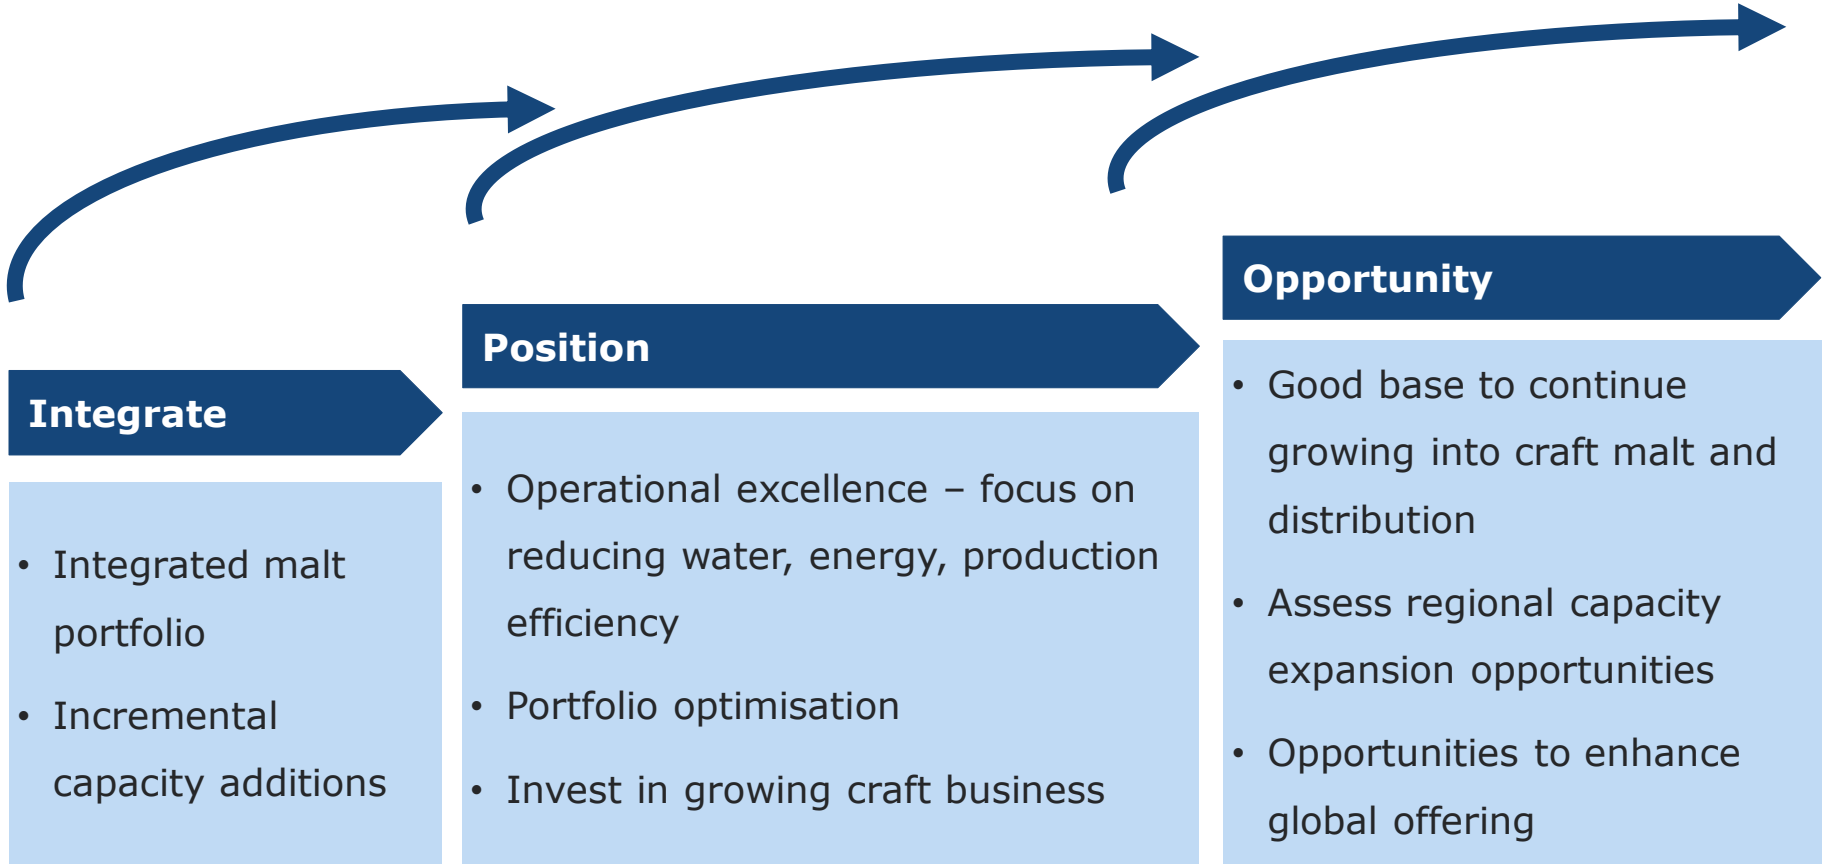 Integrate
• Integrated malt
portfolio
• Incremental
capacity additions
Position
• Operational excellence – focus on
reducing water, energy, production
efficiency
• Portfolio optimisation
• Invest in growing craft business
Opportunity
• Good base to continue
growing into craft malt and
distribution
• Assess regional capacity
expansion opportunities
• Opportunities to enhance
global offering